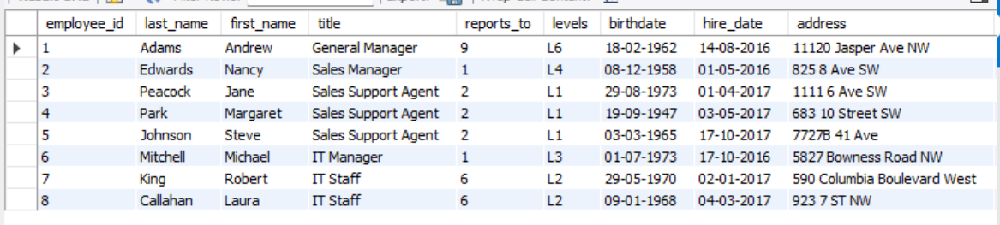 employee_id last_name first_name title reports_to levels birthdate hire_date address
1 Adams Andrew General Manager 9 L6 18-02-1962 14-08-2016 11120 Jasper Ave NW
2 Edwards Nancy Sales Manager 1 L4 08-12-1958 01-05-2016 825 8 Ave SW
3 Peacock Jane Sales Support Agent 2 L1 29-08-1973 01-04-2017 1111 6 Ave SW
4 Park Margaret Sales Support Agent 2 L1 19-09-1947 03-05-2017 683 10 Street SW
5 Johnson Steve Sales Support Agent 2 L1 03-03-1965 17-10-2017 7727B 41 Ave
6 Mitchell Michael IT Manager 1 L3 01-07-1973 17-10-2016 5827 Bowness Road NW
7 King Robert IT Staff 6 L2 29-05-1970 02-01-2017 590 Columbia Boulevard West
8 Callahan Laura IT Staff 6 L2 09-01-1968 04-03-2017 923 7 ST NW